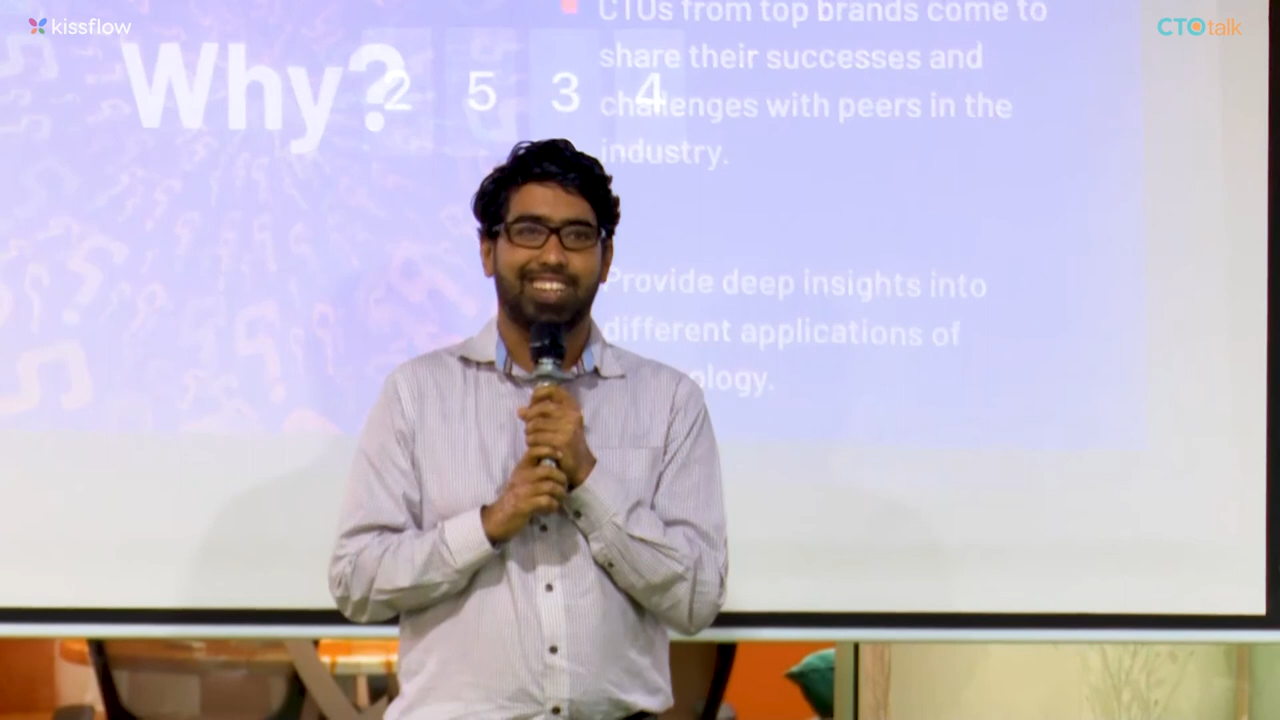 kissflow
CTOtalk
Why?
2 5 3 4
CTOs from top brands come to
share their successes and
challenges with peers in the
industry.
Provide deep insights into
different applications of
ology.